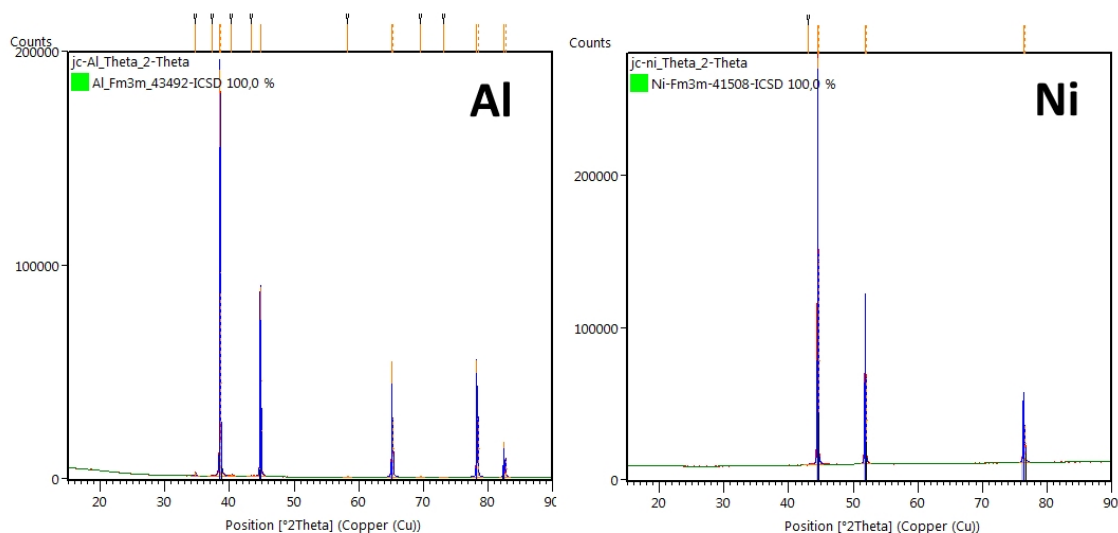 Counts
200000
jc-Al_Theta_2-Theta
Al_Fm3m_43492-ICSD 100,0 %
Al
100000
0
20 30 40 50 60 70 80 90
Position [°2Theta] (Copper (Cu))
Counts
jc-ni_Theta_2-Theta
Ni-Fm3m-41508-ICSD 100,0 %
Ni
200000
100000
0
20 30 40 50 60 70 80 90
Position [°2Theta] (Copper (Cu))